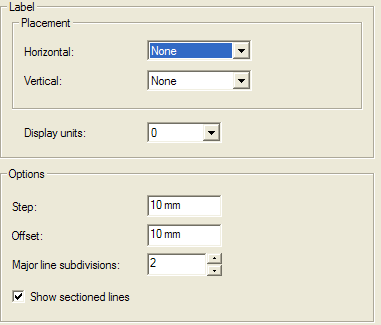 Label
Placement
Horizontal: None
Vertical: None
Display units: 0
Options
Step: 10 mm
Offset: 10 mm
Major line subdivisions: 2
Show sectioned lines